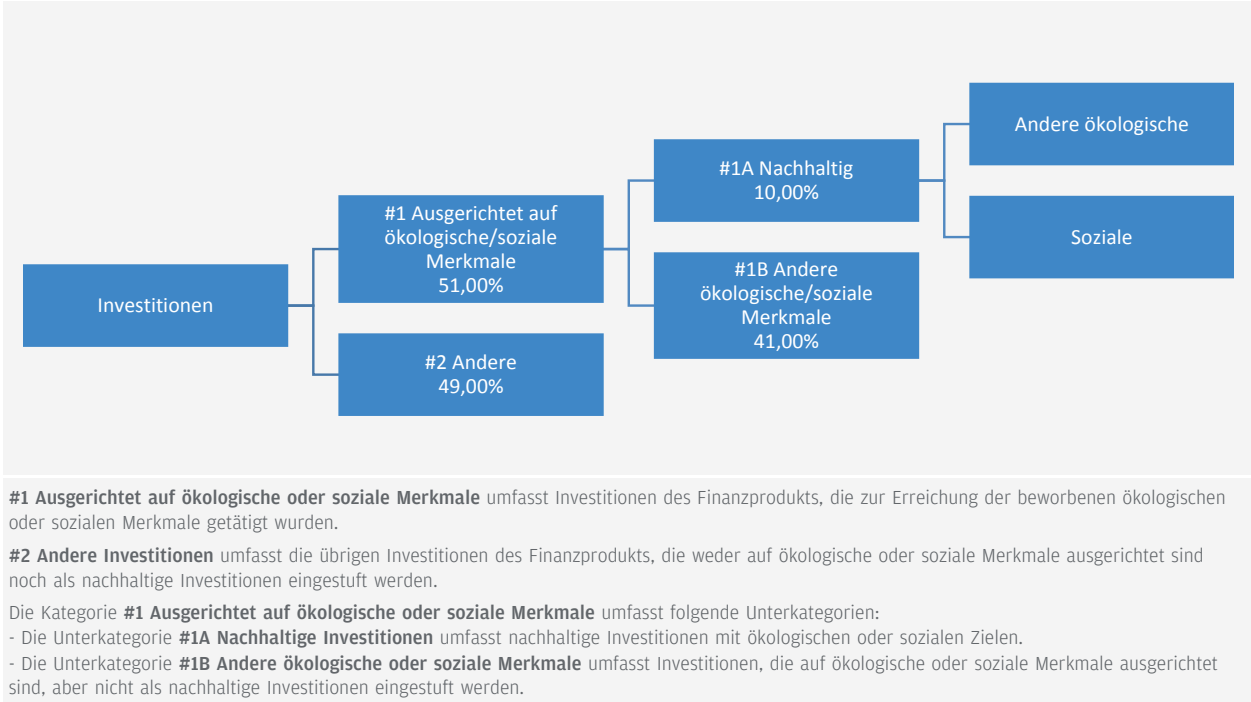 Investitionen
#1 Ausgerichtet auf
ökologische/soziale
Merkmale
51,00%
#2 Andere
49,00%
#1A Nachhaltig
10,00%
#1B Andere
ökologische/soziale
Merkmale
41,00%
Andere ökologische
Soziale
#1 Ausgerichtet auf ökologische oder soziale Merkmale umfasst Investitionen des Finanzprodukts, die zur Erreichung der beworbenen ökologischen
oder sozialen Merkmale getätigt wurden.
#2 Andere Investitionen umfasst die übrigen Investitionen des Finanzprodukts, die weder auf ökologische oder soziale Merkmale ausgerichtet sind
noch als nachhaltige Investitionen eingestuft werden.
Die Kategorie #1 Ausgerichtet auf ökologische oder soziale Merkmale umfasst folgende Unterkategorien:
- Die Unterkategorie #1A Nachhaltige Investitionen umfasst nachhaltige Investitionen mit ökologischen oder sozialen Zielen.
- Die Unterkategorie #1B Andere ökologische oder soziale Merkmale umfasst Investitionen, die auf ökologische oder soziale Merkmale ausgerichtet
sind, aber nicht als nachhaltige Investitionen eingestuft werden.